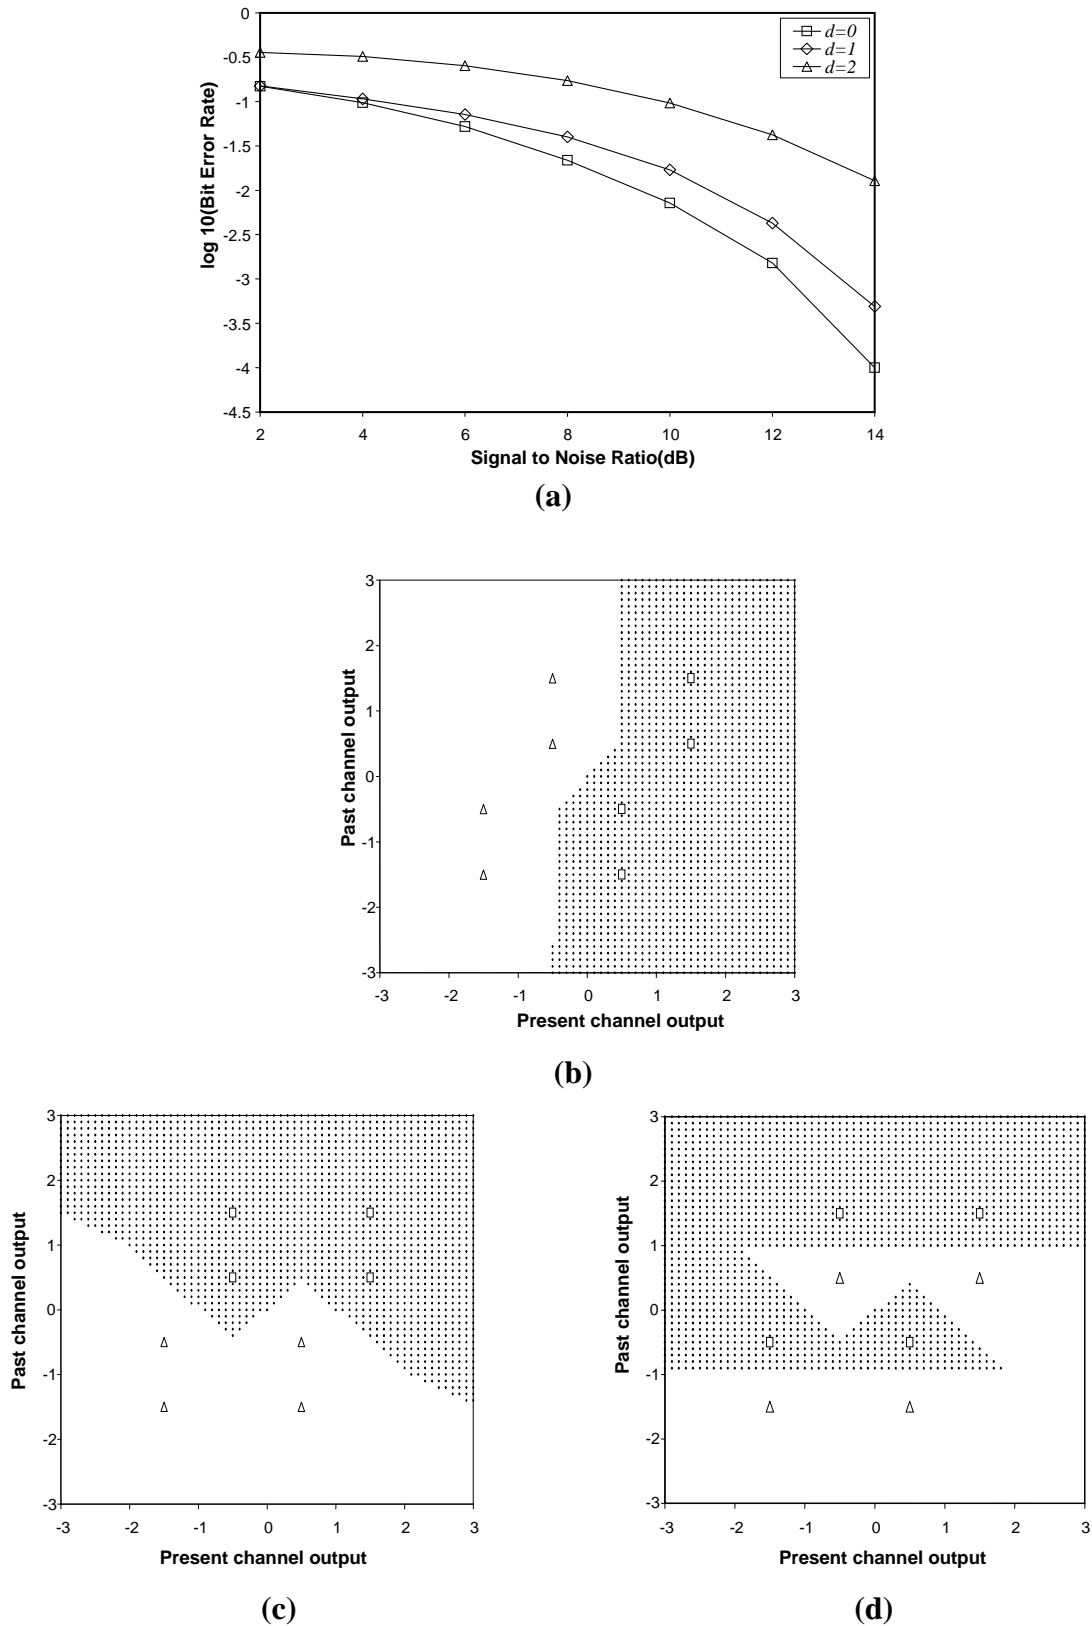 0
-0.5
-1
-1.5
-2
-2.5
-3
-3.5
-4
-4.5
log 10(Bit Error Rate)
d=0
d=1
d=2
2 4 6 8 10 12 14
Signal to Noise Ratio(dB)
(a)
3
2
1
0
-1
-2
-3
Past channel output
-3 -2 -1 0 1 2 3
Present channel output
(b)
3
2
1
0
-1
-2
-3
Past channel output
-3 -2 -1 0 1 2 3
Present channel output
(c)
3
2
1
0
-1
-2
-3
Past channel output
-3 -2 -1 0 1 2 3
Present channel output
(d)